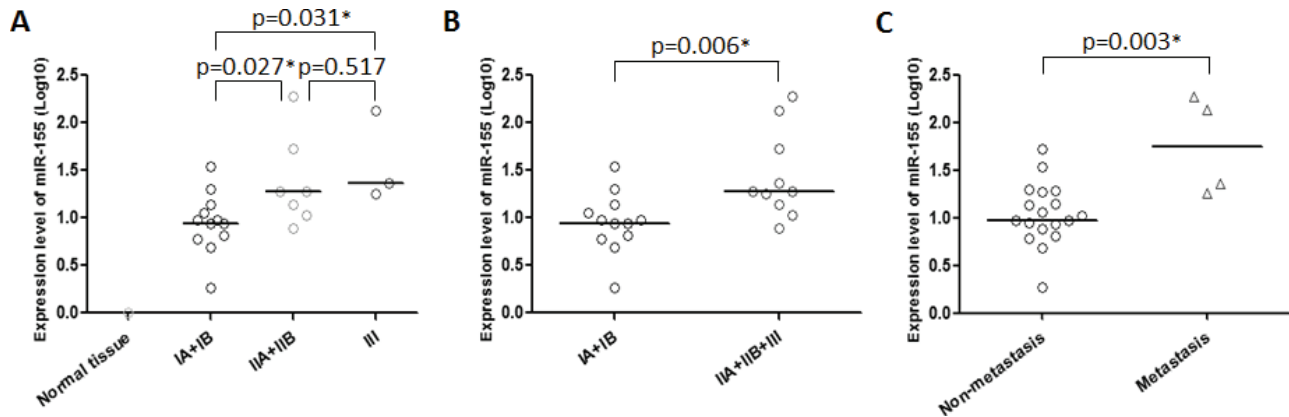 A
p=0.031*
p=0.027*
p=0.517
Expression level of miR-155 (Log10)
2.5
2.0
1.5
1.0
0.5
0.0
Normal tissue
IA+IB
IIA+IIB
III
B
p=0.006*
Expression level of miR-155 (Log10)
2.5
2.0
1.5
1.0
0.5
0.0
IA+IB
IIA+IIB+III
C
p=0.003*
Expression level of miR-155 (Log10)
2.5
2.0
1.5
1.0
0.5
0.0
Non-metastasis
Metastasis